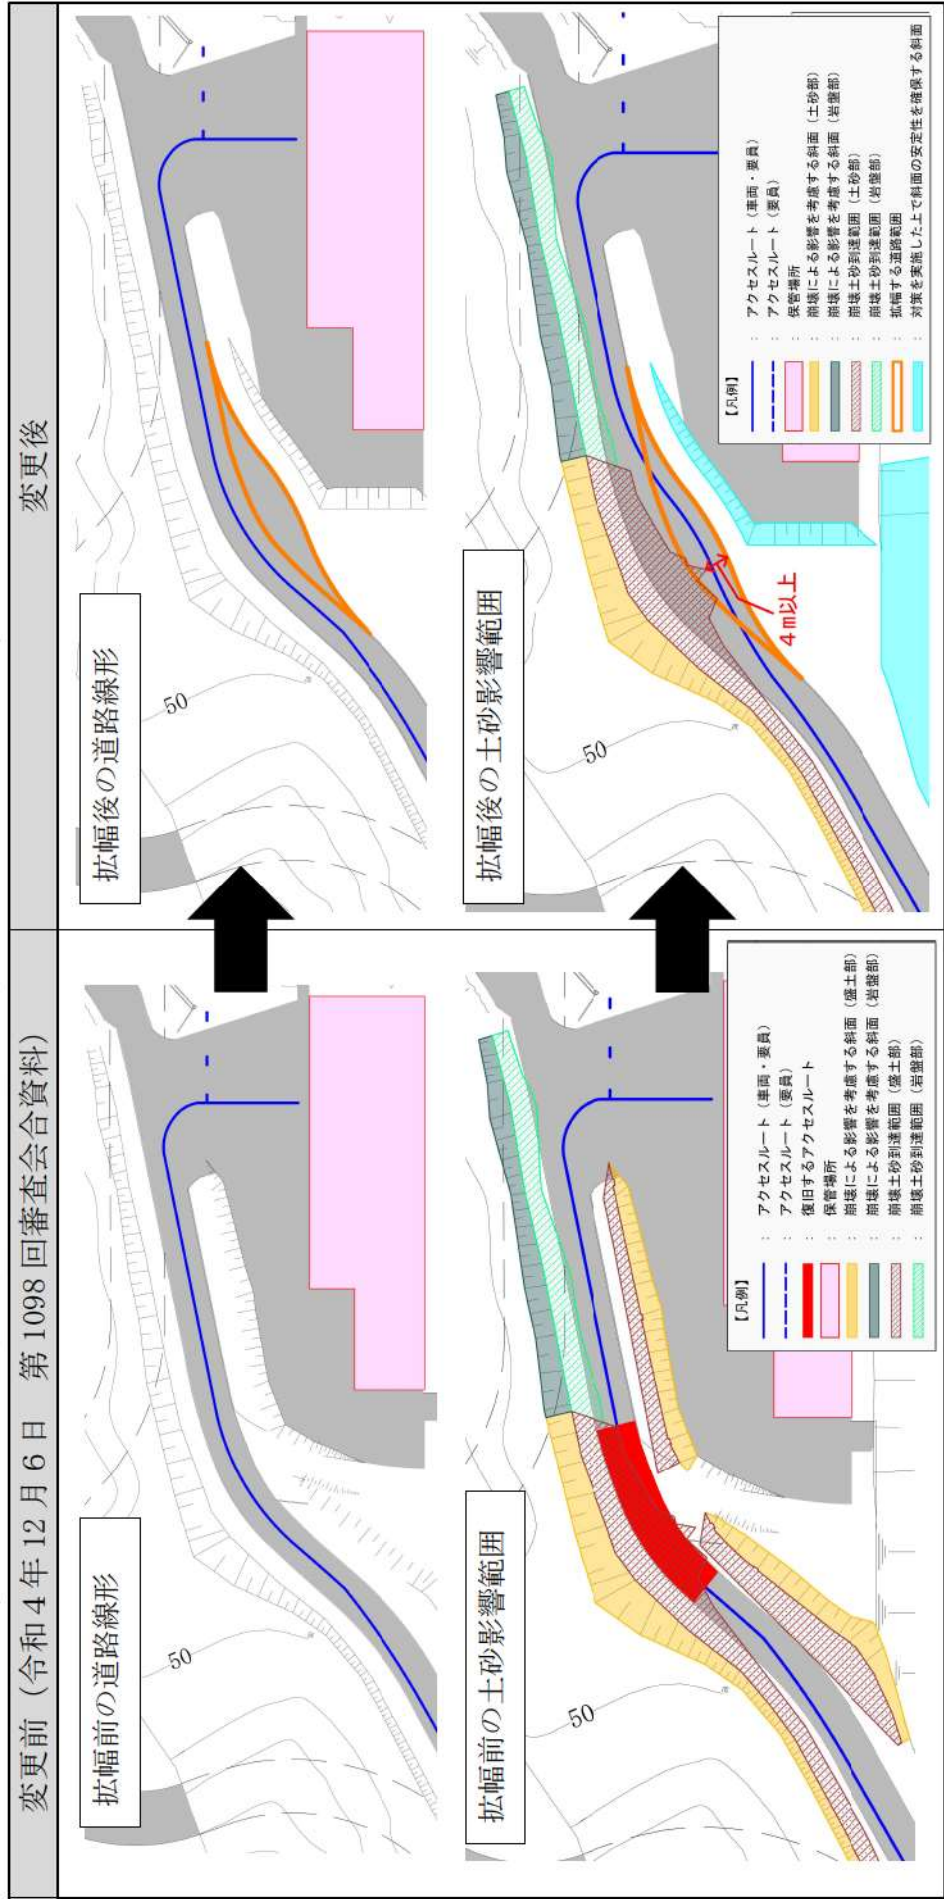 変更前（令和４年 12 月 6 日　第 1098 回審査会合資料）
変更後
拡幅前の道路線形
50
拡幅後の道路線形
50
拡幅前の土砂影響範囲
50
【凡例】
： アクセスルート（車両・要員）
： アクセスルート（要員）
： 復旧するアクセスルート
： 保管場所
： 崩壊による影響を考慮する斜面（盛土部）
： 崩壊による影響を考慮する斜面（岩盤部）
： 崩壊土砂到達範囲（盛土部）
： 崩壊土砂到達範囲（岩盤部）
拡幅後の土砂影響範囲
50
４ｍ以上
【凡例】
： アクセスルート（車両・要員）
： アクセスルート（要員）
： 保管場所
： 崩壊による影響を考慮する斜面（土砂部）
： 崩壊による影響を考慮する斜面（岩盤部）
： 崩壊土砂到達範囲（土砂部）
： 崩壊土砂到達範囲（岩盤部）
： 拡幅する道路範囲
： 対策を実施した上で斜面の安定性を確保する斜面